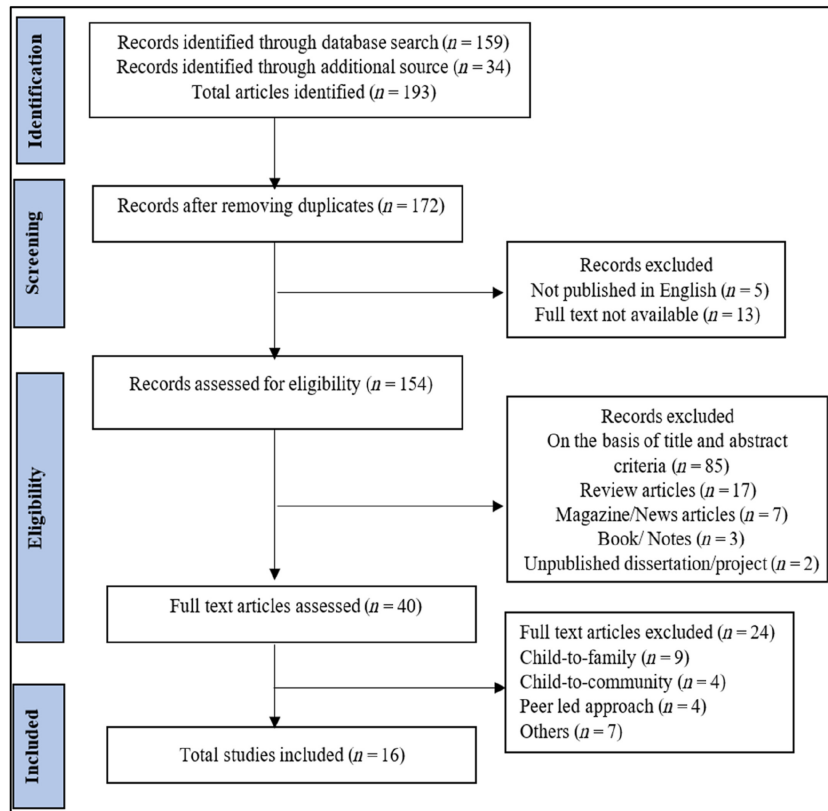 Identification
Records identified through database search (n = 159)
Records identified through additional source (n = 34)
Total articles identified (n = 193)
Screening
Records after removing duplicates (n = 172)
Records excluded
Not published in English (n = 5)
Full text not available (n = 13)
Eligibility
Records assessed for eligibility (n = 154)
Records excluded
On the basis of title and abstract
criteria (n = 85)
Review articles (n = 17)
Magazine/News articles (n = 7)
Book/ Notes (n = 3)
Unpublished dissertation/project (n = 2)
Full text articles assessed (n = 40)
Full text articles excluded (n = 24)
Child-to-family (n = 9)
Child-to-community (n = 4)
Peer led approach (n = 4)
Others (n = 7)
Included
Total studies included (n = 16)